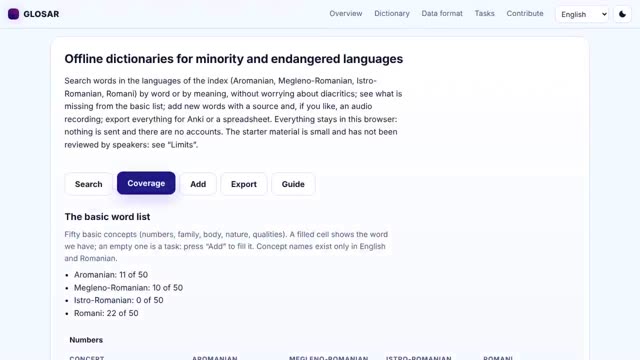 GLOSAR
Overview Dictionary Data format Tasks Contribute English
Offline dictionaries for minority and endangered languages
Search words in the languages of the index (Aromanian, Megleno-Romanian, Istro-
Romanian, Romani) by word or by meaning, without worrying about diacritics; see what is
missing from the basic list; add new words with a source and, if you like, an audio
recording; export everything for Anki or a spreadsheet. Everything stays in this browser:
nothing is sent and there are no accounts. The starter material is small and has not been
reviewed by speakers: see “Limits”.
Search Coverage Add Export Guide
The basic word list
Fifty basic concepts (numbers, family, body, nature, qualities). A filled cell shows the word
we have; an empty one is a task: press “Add” to fill it. Concept names exist only in English
and Romanian.
• Aromanian: 11 of 50
• Megleno-Romanian: 10 of 50
• Istro-Romanian: 0 of 50
• Romani: 22 of 50
Numbers
CONCEPT AROMANIAN MEGLENO-ROMANIAN ISTRO-ROMANIAN ROMANI